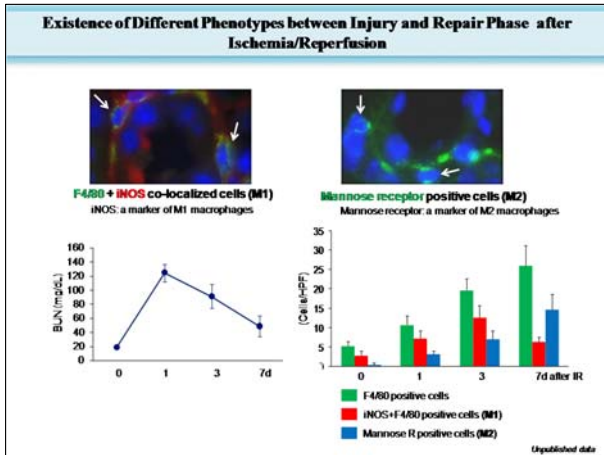 Existence of Different Phenotypes between Injury and Repair Phase after
Ischemia/Reperfusion
F4/80 + iNOS co-localized cells (M1)
iNOS: a marker of M1 macrophages
Mannose receptor positive cells (M2)
Mannose receptor: a marker of M2 macrophages
BUN (mg/dL)
160
140
120
100
80
60
40
20
0
0
1
3
7d
(Cells/HPF)
35
30
25
20
15
10
5
0
1
3
7d after IR
F4/80 positive cells
iNOS+F4/80 positive cells (M1)
Mannose R positive cells (M2)
Unpublished data